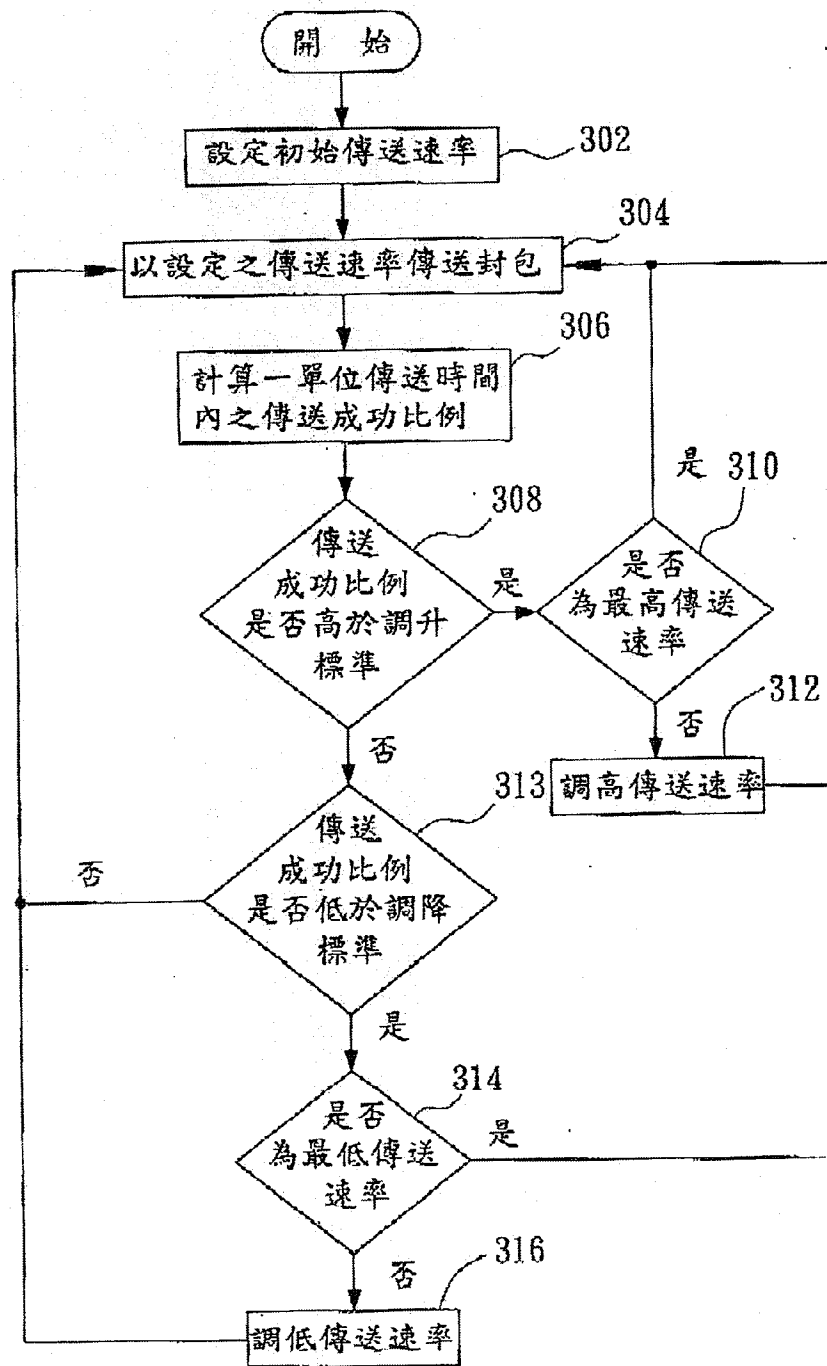 開 始
設定初始傳送速率
302
以設定之傳送速率傳送封包
304
計算一單位傳送時間
內之傳送成功比例
306
傳送
成功比例
是否高於調升
標準
308
是
是否
為最高傳送
速率
310
是
否
調高傳送速率
312
否
傳送
成功比例
是否低於調降
標準
313
否
是
是否
為最低傳送
速率
314
是
否
調低傳送速率
316